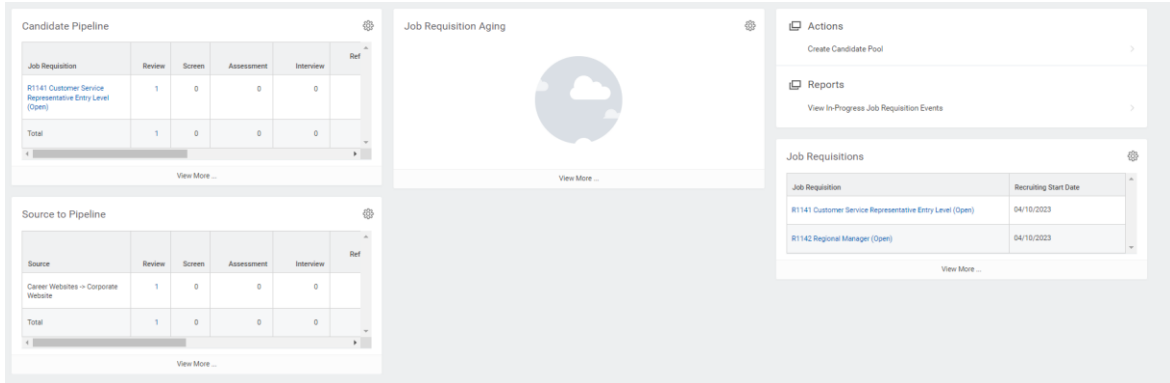 Candidate Pipeline
Job Requisition Review Screen Assessment Interview Ref
R1141 Customer Service 1 0 0 0
Representative Entry Level
(Open)
Total 1 0 0 0
View More ...
Source to Pipeline
Source Review Screen Assessment Interview Ref
Career Websites -> Corporate 1 0 0 0
Website
Total 1 0 0 0
View More ...
Job Requisition Aging
View More ...
Actions
Create Candidate Pool
Reports
View In-Progress Job Requisition Events
Job Requisitions
Job Requisition Recruiting Start Date
R1141 Customer Service Representative Entry Level (Open) 04/10/2023
R1142 Regional Manager (Open) 04/10/2023
View More ...